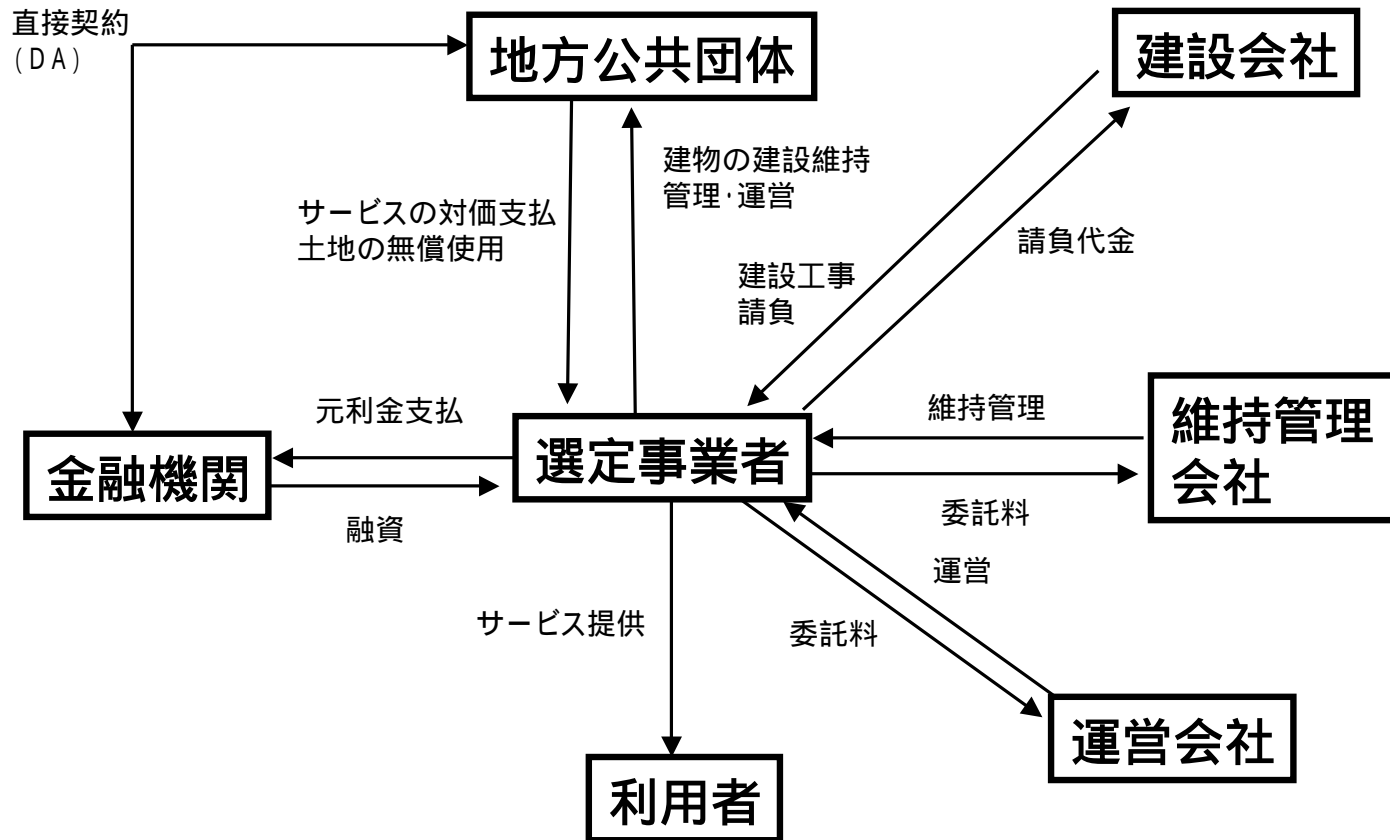 直接契約
(DA)
地方公共団体
建設会社
建物の建設維持
管理・運営
サービスの対価支払
土地の無償使用
請負代金
建設工事
請負
元利金支払
維持管理
維持管理
会社
選定事業者
金融機関
委託料
融資
運営
サービス提供
委託料
運営会社
利用者